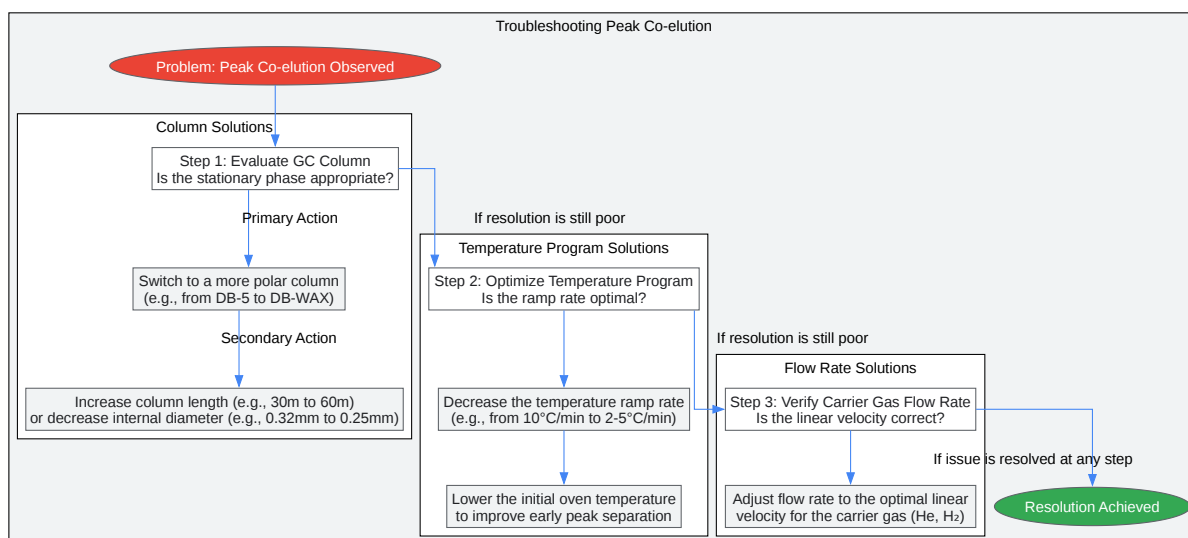 Troubleshooting Peak Co-elution
Problem: Peak Co-elution Observed
Column Solutions
Step 1: Evaluate GC Column
Is the stationary phase appropriate?
Primary Action
Switch to a more polar column
(e.g., from DB-5 to DB-WAX)
Secondary Action
Increase column length (e.g., 30m to 60m)
or decrease internal diameter (e.g., 0.32mm to 0.25mm)
If resolution is still poor
Temperature Program Solutions
Step 2: Optimize Temperature Program
Is the ramp rate optimal?
Decrease the temperature ramp rate
(e.g., from 10°C/min to 2-5°C/min)
Lower the initial oven temperature
to improve early peak separation
If resolution is still poor
Flow Rate Solutions
Step 3: Verify Carrier Gas Flow Rate
Is the linear velocity correct?
Adjust flow rate to the optimal linear
velocity for the carrier gas (He, H₂)
If issue is resolved at any step
Resolution Achieved